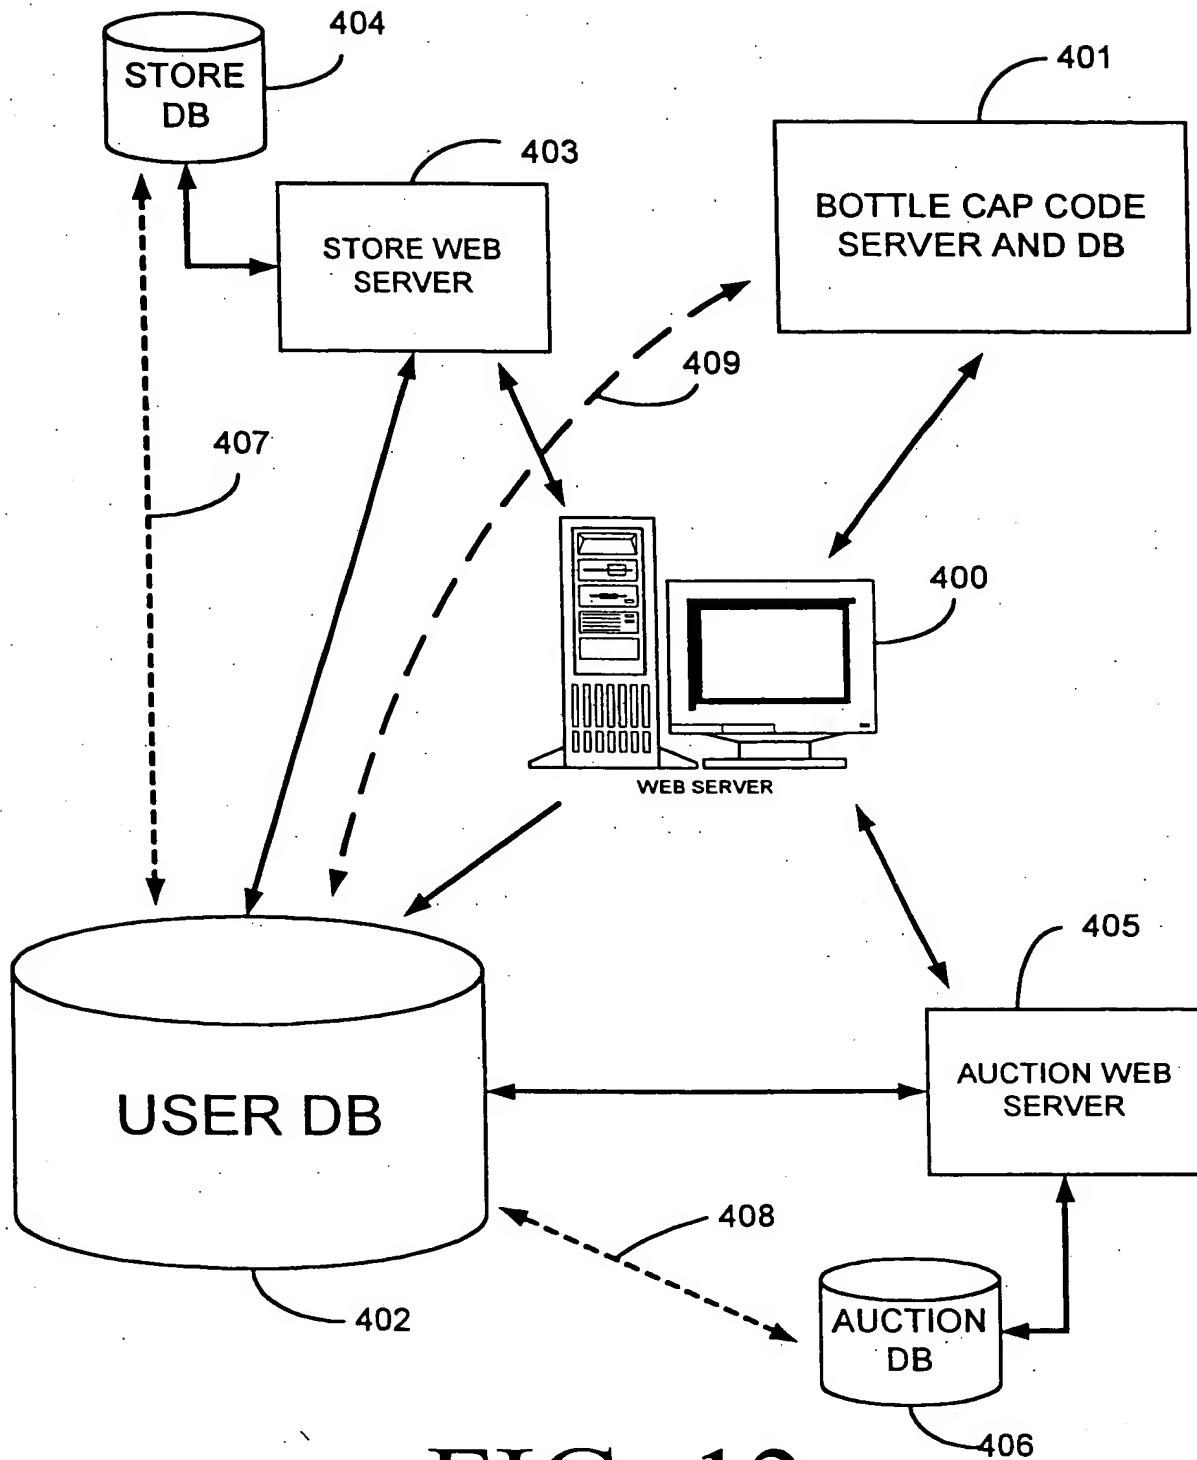 404
STORE
DB
401
403
STORE WEB
SERVER
BOTTLE CAP CODE
SERVER AND DB
409
407
400
WEB SERVER
405
AUCTION WEB
SERVER
USER DB
408
402
AUCTION
DB
406